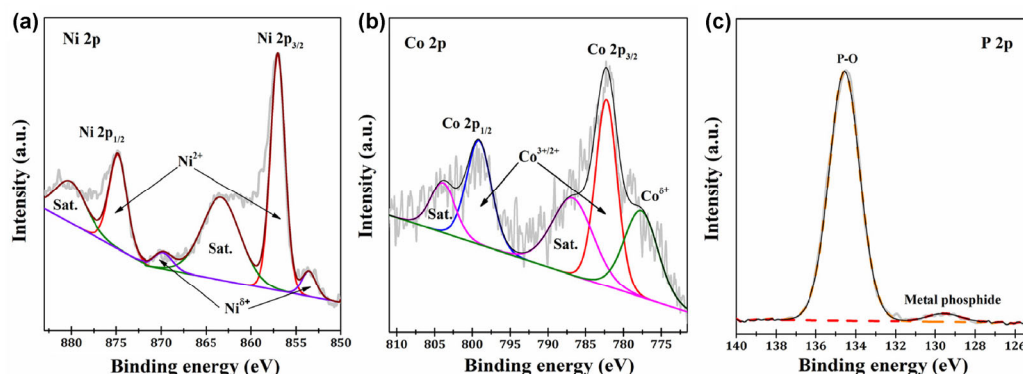 (a)
Ni 2p
Ni 2p3/2
Ni 2p1/2
Ni2+
Sat.
Sat.
Niδ+
Intensity (a.u.)
880 875 870 865 860 855 850
Binding energy (eV)
(b)
Co 2p
Co 2p3/2
Co 2p1/2
Co3+/2+
Coδ+
Sat.
Sat.
Intensity (a.u.)
805 800 795 790 785 780 775
Binding energy (eV)
(c)
P 2p
P-O
Metal phosphide
Intensity (a.u.)
140 138 136 134 132 130 128 126
Binding energy (eV)